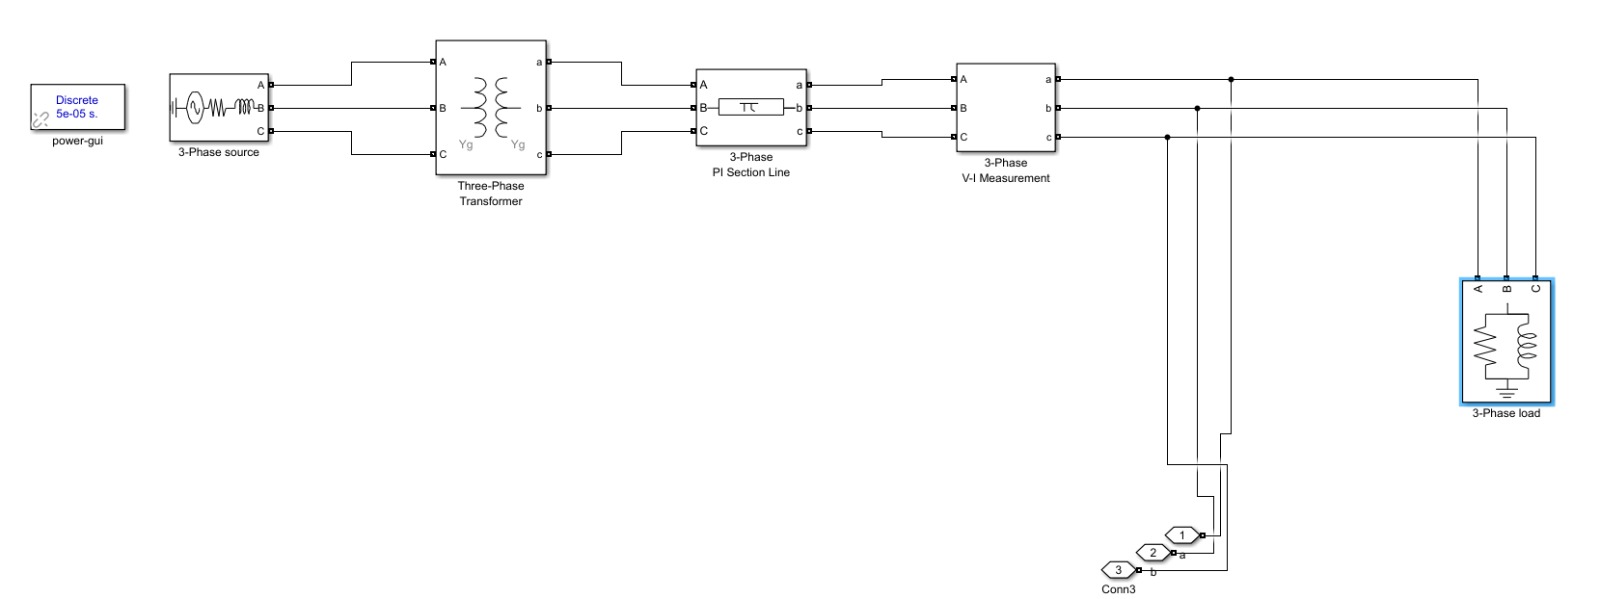 Discrete
5e-05 s.
power-gui
A
B
C
3-Phase source
A
B
C
a
b
c
Yg
Yg
Three-Phase
Transformer
A
B
C
a
b
c
3-Phase
PI Section Line
A
B
C
a
b
c
3-Phase
V-I Measurement
A
B
C
3-Phase load
1
2
a
3
b
Conn3